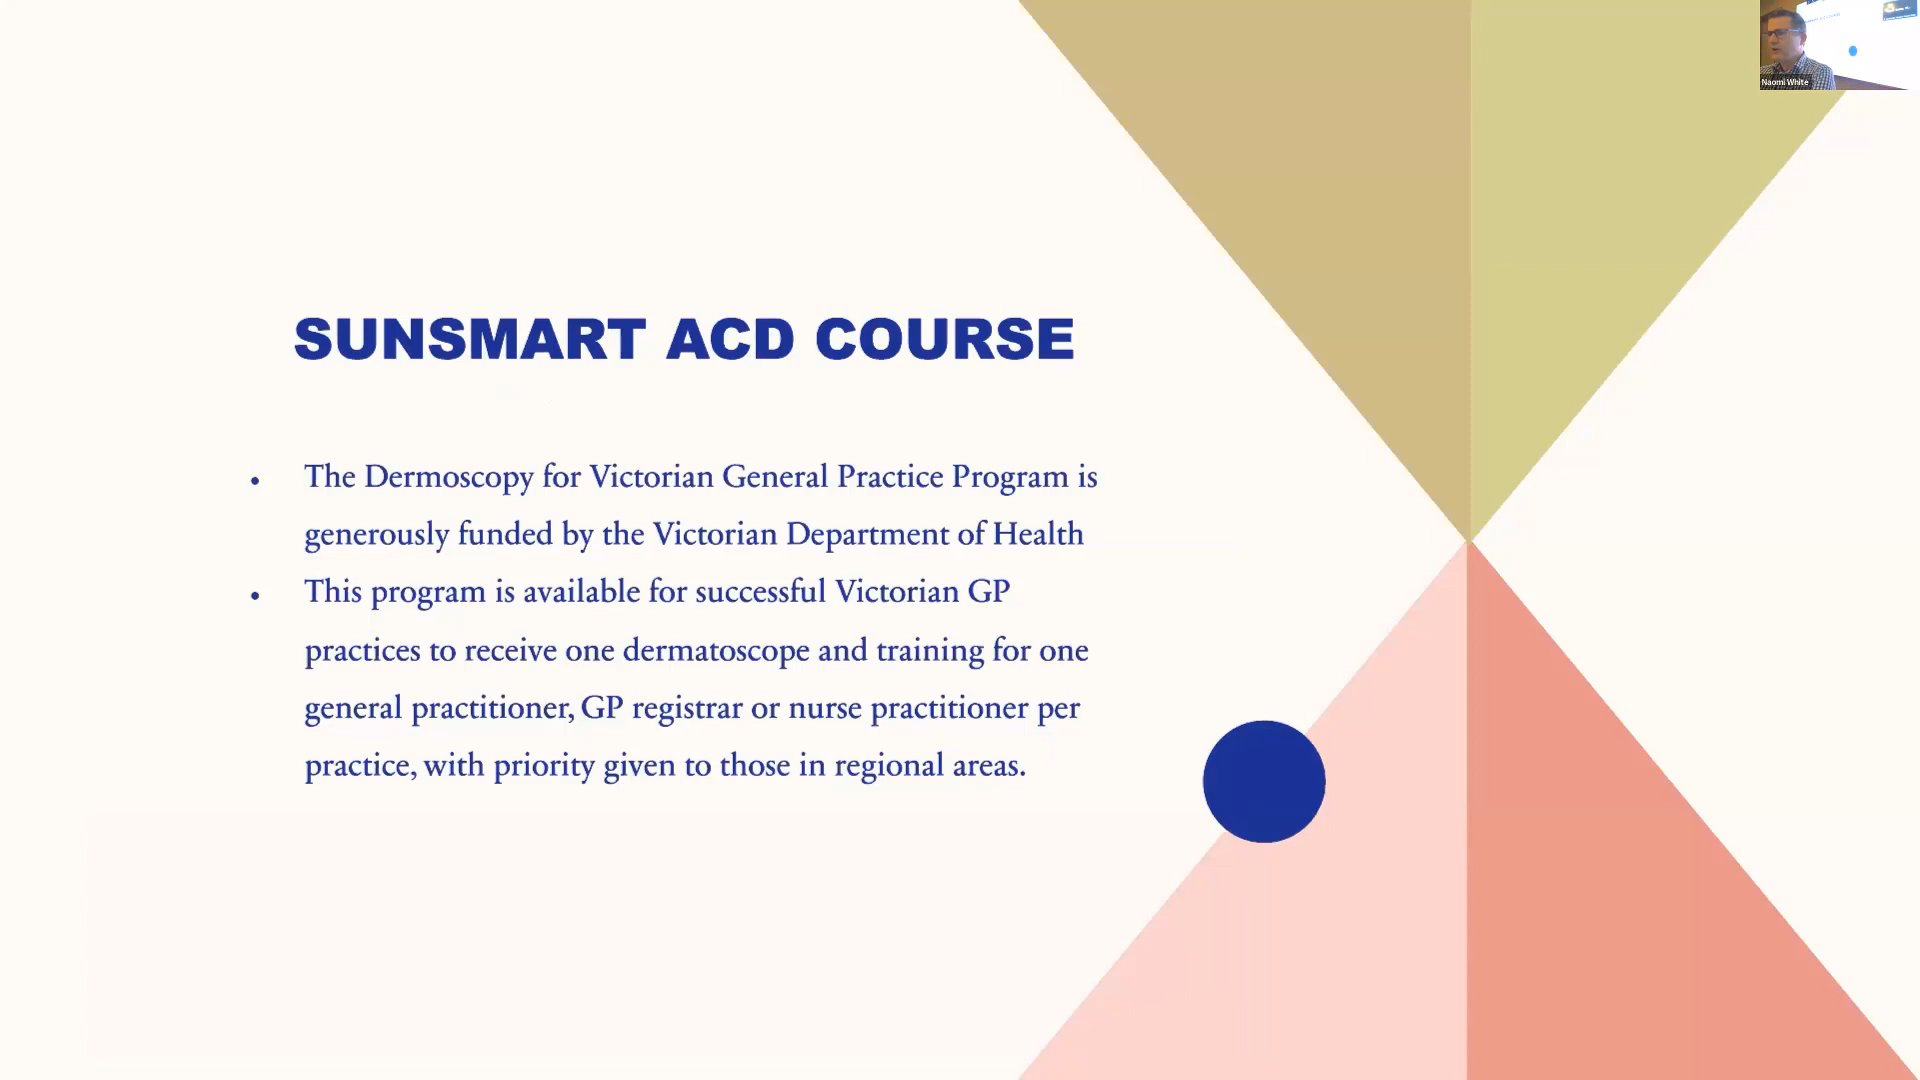 SUNSMART ACD COURSE
• The Dermoscopy for Victorian General Practice Program is
generously funded by the Victorian Department of Health
• This program is available for successful Victorian GP
practices to receive one dermatoscope and training for one
general practitioner, GP registrar or nurse practitioner per
practice, with priority given to those in regional areas.
Naomi White